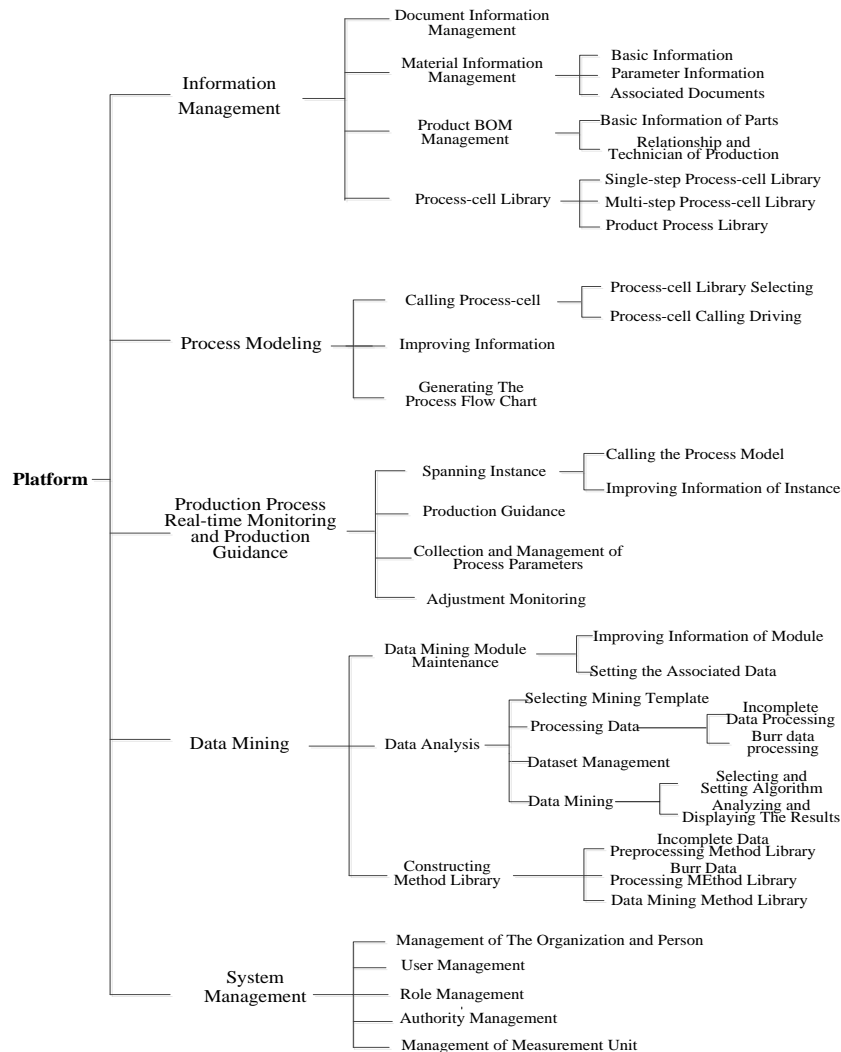 Platform
Information
Management
Document Information
Management
Material Information
Management
Basic Information
Parameter Information
Associated Documents
Product BOM
Management
Basic Information of Parts
Relationship and
Technician of Production
Process-cell Library
Single-step Process-cell Library
Multi-step Process-cell Library
Product Process Library
Process Modeling
Calling Process-cell
Process-cell Library Selecting
Process-cell Calling Driving
Improving Information
Generating The
Process Flow Chart
Production Process
Real-time Monitoring
and Production
Guidance
Spanning Instance
Calling the Process Model
Improving Information of Instance
Production Guidance
Collection and Management of
Process Parameters
Adjustment Monitoring
Data Mining
Data Mining Module
Maintenance
Improving Information of Module
Setting the Associated Data
Data Analysis
Selecting Mining Template
Processing Data
Incomplete
Data Processing
Burr data
processing
Dataset Management
Data Mining
Selecting and
Setting Algorithm
Analyzing and
Displaying The Results
Constructing
Method Library
Incomplete Data
Preprocessing Method Library
Burr Data
Processing MEthod Library
Data Mining Method Library
System
Management
Management of The Organization and Person
User Management
Role Management
Authority Management
Management of Measurement Unit